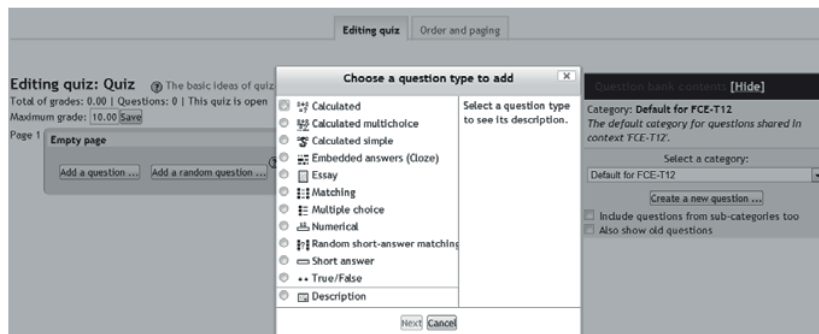 Editing quiz
Order and paging
Editing quiz: Quiz
The basic ideas of quiz
Total of grades: 0.00 | Questions: 0 | This quiz is open
Maximum grade: 10.00 Save
Page 1
Empty page
Add a question ...
Add a random question ...
Choose a question type to add
Calculated
Calculated multichoice
Calculated simple
Embedded answers (Cloze)
Essay
Matching
Multiple choice
Numerical
Random short-answer matching
Short answer
True/False
Description
Select a question type
to see its description.
Next
Cancel
Question bank contents [Hide]
Category: Default for FCE-T12
The default category for questions shared in
context 'FCE-T12'.
Select a category:
Default for FCE-T12
Create a new question ...
Include questions from sub-categories too
Also show old questions